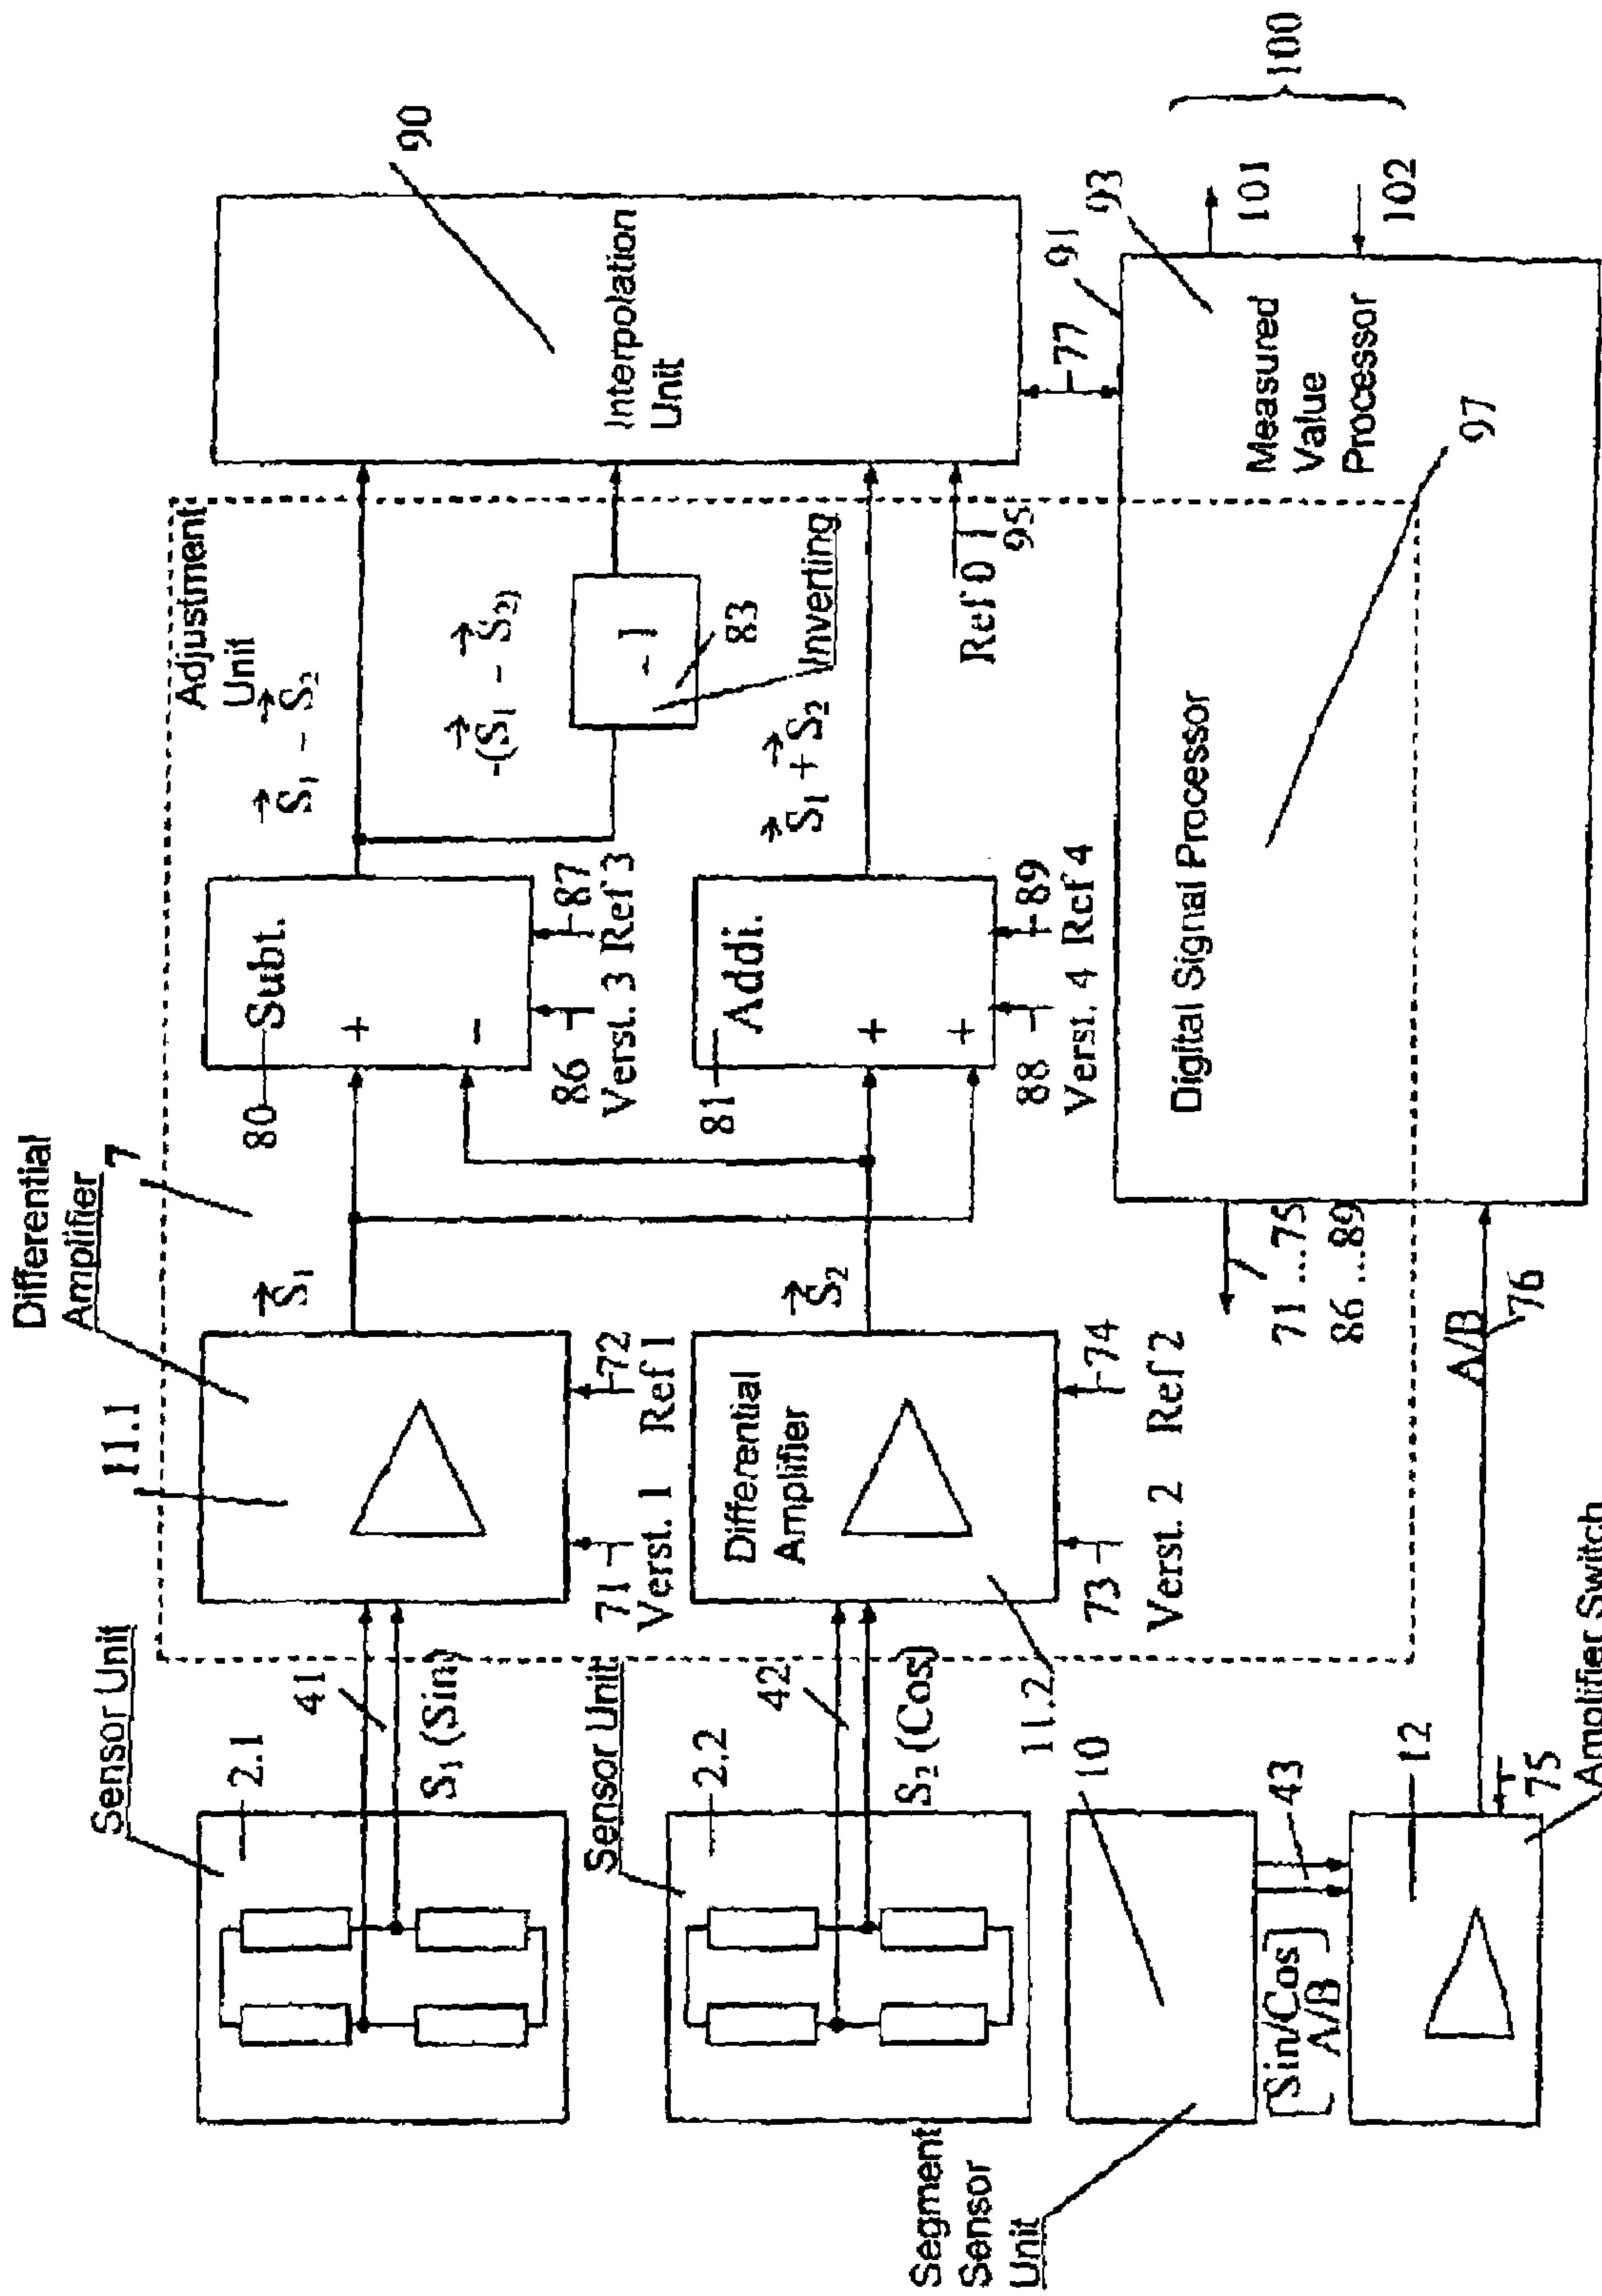 Sensor Unit
2.1
41
S₁ (Sin)
Sensor Unit
2.2
42
S₂ (Cos)
Segment
Sensor
Unit
10
Sin/Cos
A/B
43
12
75
Amplifier Switch
A/B
76
Differential
Amplifier
11.1
7
71
72
Verst. 1
Ref 1
S₁
Differential
Amplifier
11.2
73
74
Verst. 2
Ref 2
S₂
Adjustment
Unit
80
Subt.
+
-
86
87
Verst. 3
Ref 3
S₁ - S₂
-(S₁ - S₂)
- 1
83
Inverting
81
Addi.
+
+
88
89
Verst. 4
Ref 4
S₁ + S₂
Ref 0
95
Interpolation
Unit
90
77
91
93
71 ...75
86 ...89
Digital Signal Processor
Measured
Value
Processor
97
101
102
100